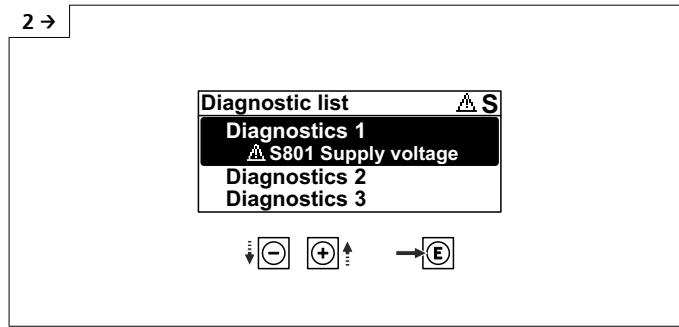 2 →
Diagnostic list ⚠ S
Diagnostics 1
⚠ S801 Supply voltage
Diagnostics 2
Diagnostics 3
− + → E